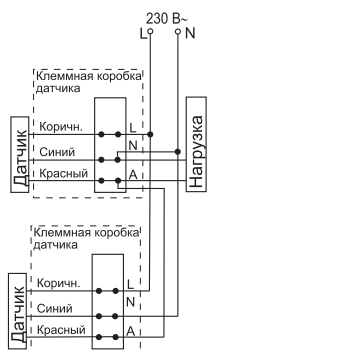 230 В~
L N
Клеммная коробка
датчика
Датчик
Коричн.
Синий
Красный
L
N
A
Нагрузка
Клеммная коробка
датчика
Датчик
Коричн.
Синий
Красный
L
N
A